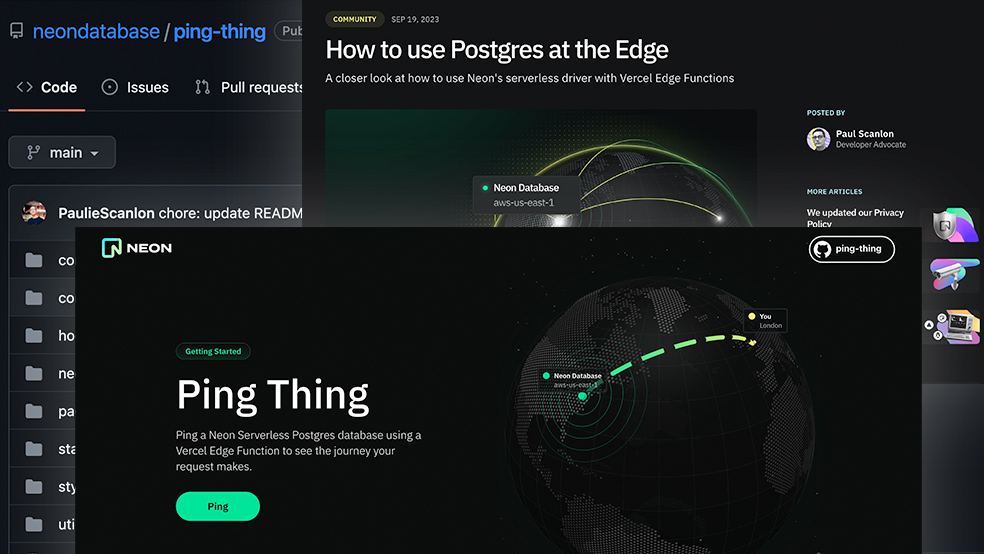 neondatabase / ping-thing Pub
Code
Issues
Pull requests
main
PaulieScanlon chore: update README
co
co
ho
ne
pa
sta
sty
uti
COMMUNITY SEP 19, 2023
How to use Postgres at the Edge
A closer look at how to use Neon's serverless driver with Vercel Edge Functions
Neon Database
aws-us-east-1
POSTED BY
Paul Scanlon
Developer Advocate
MORE ARTICLES
We updated our Privacy
Policy
NEON
ping-thing
Getting Started
Ping Thing
Ping a Neon Serverless Postgres database using a
Vercel Edge Function to see the journey your
request makes.
Ping
You
London
Neon Database
aws-us-east-1